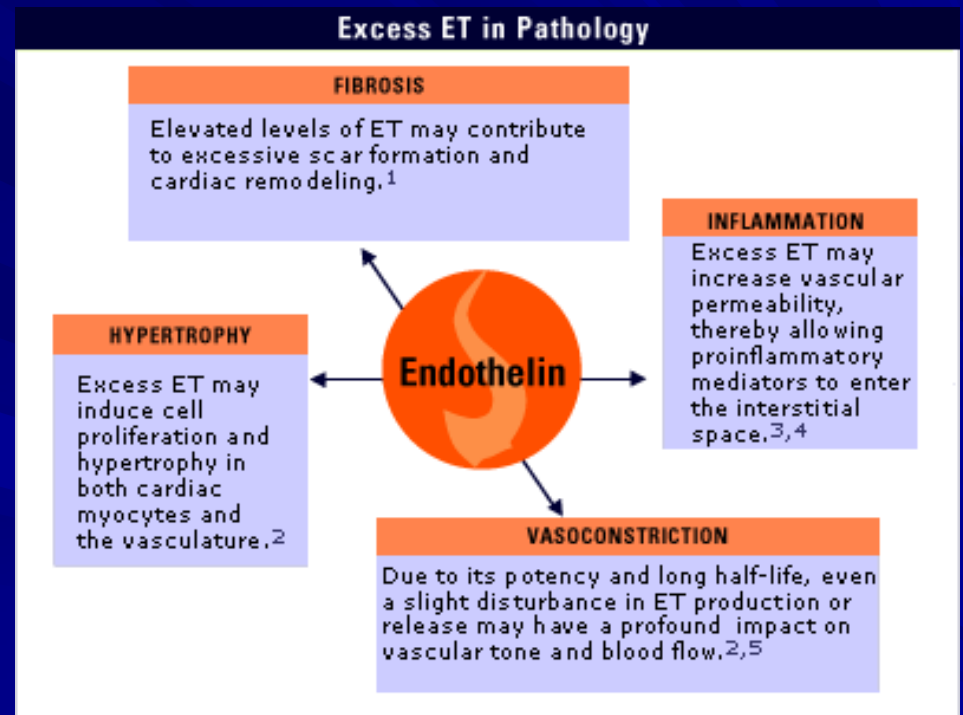 Excess ET in Pathology
FIBROSIS
Elevated levels of ET may contribute
to excessive scar formation and
cardiac remodeling.1
INFLAMMATION
Excess ET may
increase vascular
permeability,
thereby allowing
proinflammatory
mediators to enter
the interstitial
space.3,4
HYPERTROPHY
Excess ET may
induce cell
proliferation and
hypertrophy in
both cardiac
myocytes and
the vasculature.2
Endothelin
VASOCONSTRICTION
Due to its potency and long half-life, even
a slight disturbance in ET production or
release may have a profound impact on
vascular tone and blood flow.2,5